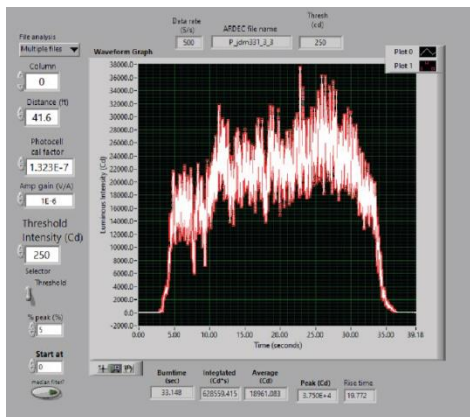 Data rate
(S/s)
500
ARDEC file name
P_jdm331_3_3
Thresh
(cd)
250
File analysis
Multiple files
Column
0
Distance (ft)
41.6
Photocell
cal factor
1.323E-7
Amp gain (V/A)
1E-6
Threshold
Intensity (Cd)
250
Selector
Threshold
% peak (%)
5
Start at
0
median filter?
Waveform Graph
Plot 0
Plot 1
Luminous Intensity (Cd)
38000.0
36000.0
34000.0
32000.0
30000.0
28000.0
26000.0
24000.0
22000.0
20000.0
18000.0
16000.0
14000.0
12000.0
10000.0
8000.0
6000.0
4000.0
2000.0
0.0
-2000.0
0.00 5.00 10.00 15.00 20.00 25.00 30.00 35.00 39.18
Time (seconds)
Burntime
(sec)
33.148
Integtated
(Cd*s)
628559.415
Average
(Cd)
18961.083
Peak (Cd)
3.750E+4
Rise time
19.772